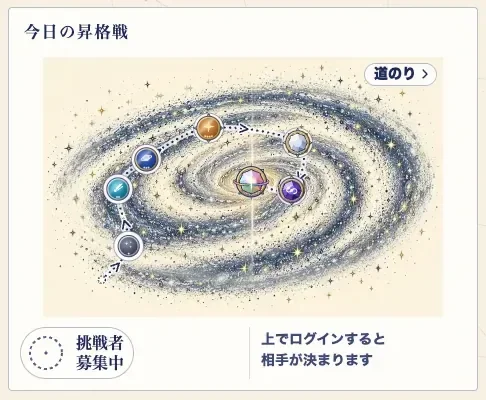 今日の昇格戦
道のり
挑戦者
募集中
上でログインすると
相手が決まります